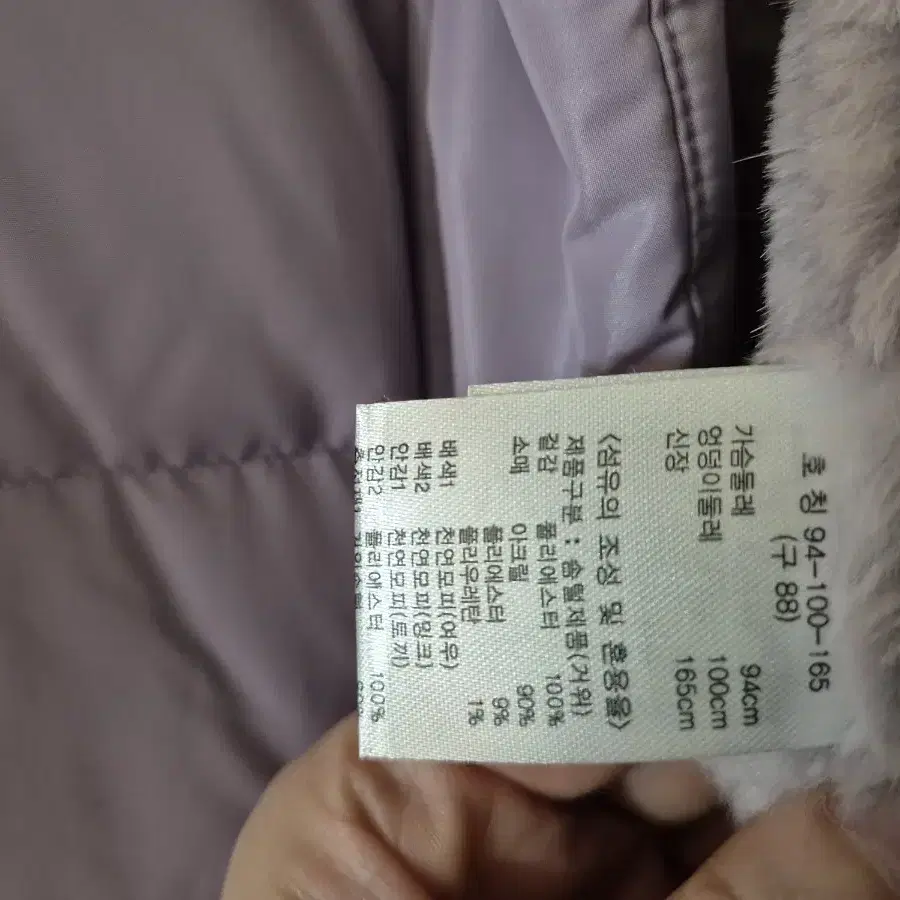 호 칭 94-100-165
(구 88)
가슴둘레 94cm
엉덩이둘레 100cm
신장 165cm
<섬유의 조성 및 혼용율>
제품구분 : 솜털제품(거위)
겉감 폴리에스터 100%
소매 아크릴 90%
폴리에스터 9%
폴리우레탄 1%
배색1 천연모피(여우)
배색2 천연모피(밍크)
안감1 천연모피(토끼)
안감2 폴리에스터 100%